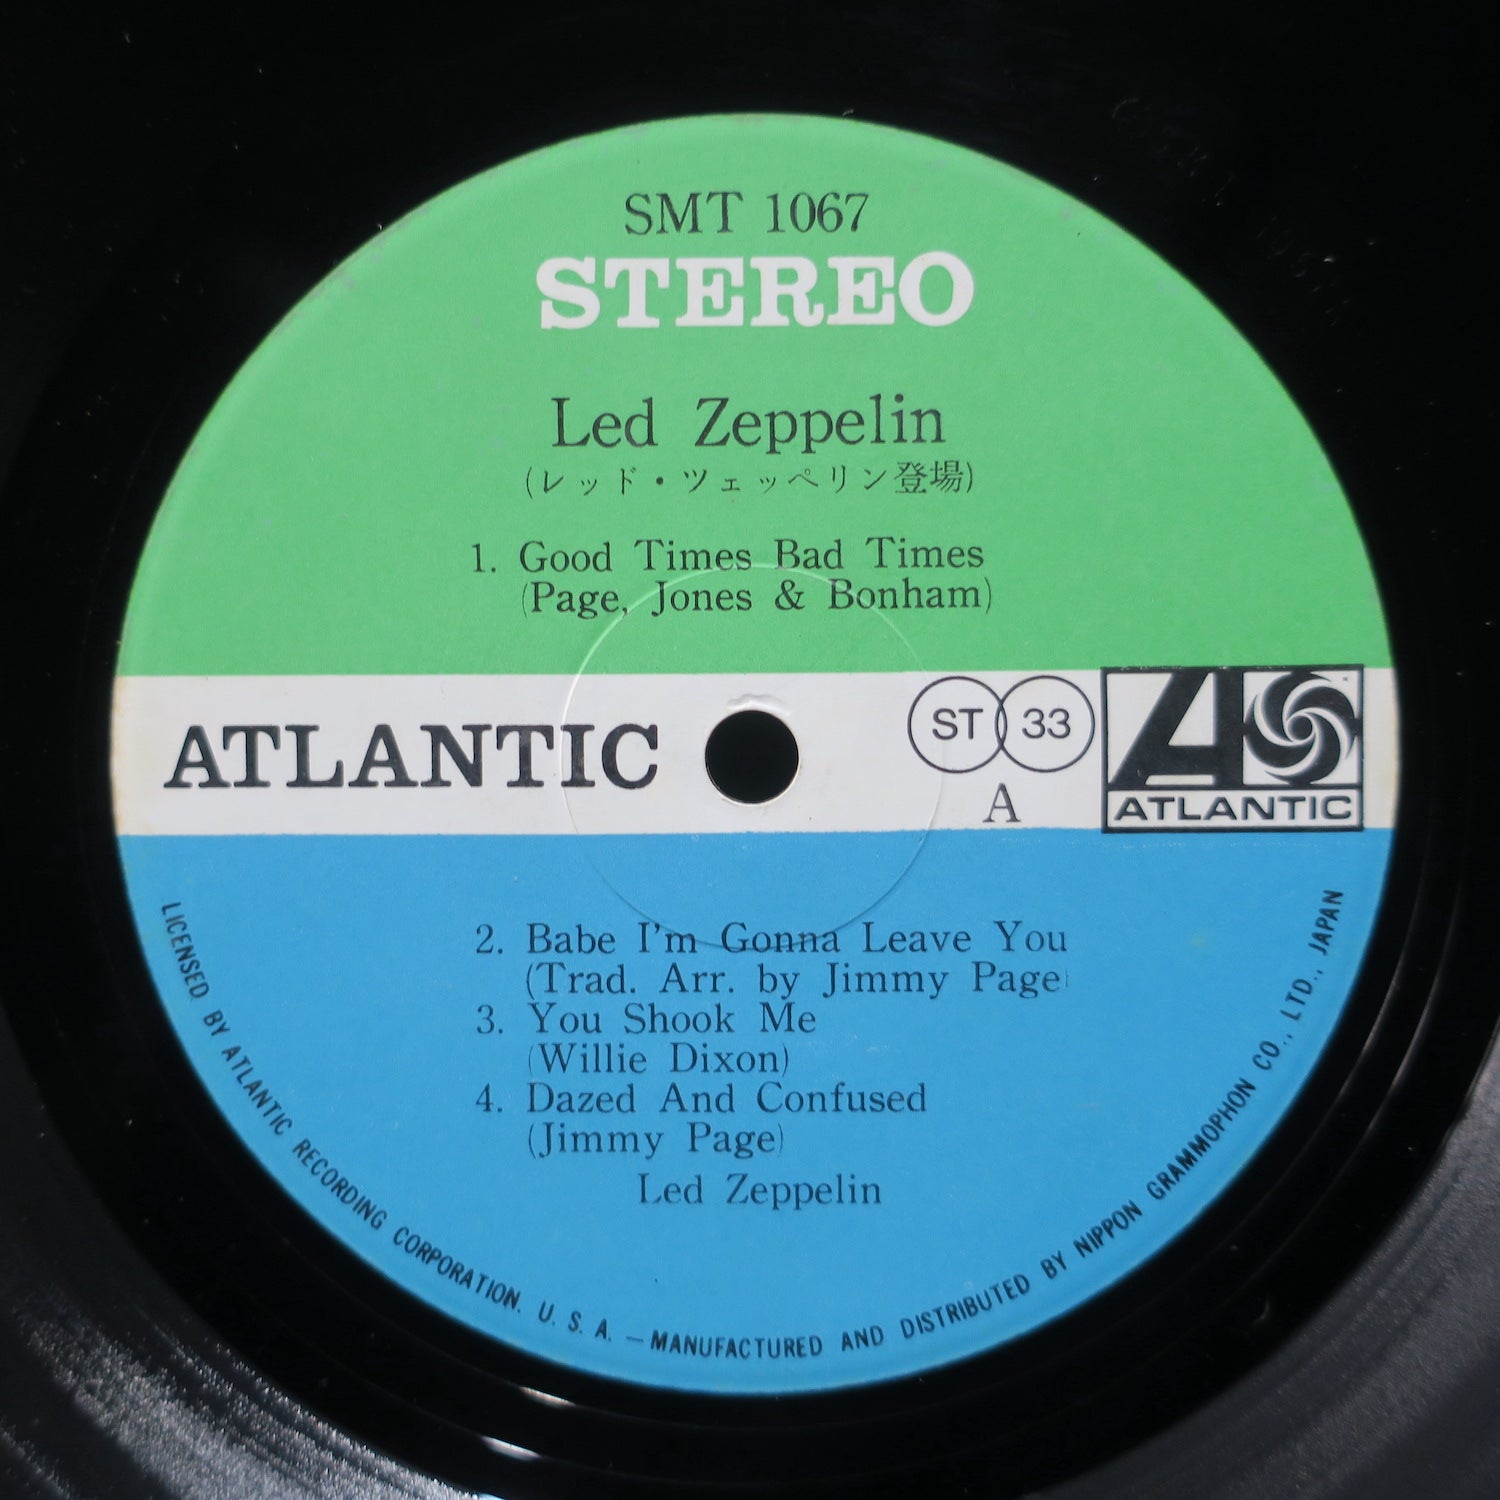 SMT 1067
STEREO
Led Zeppelin
(レッド・ツェッペリン登場)
1. Good Times Bad Times
(Page, Jones & Bonham)
ATLANTIC
ST 33
A
ATLANTIC
2. Babe I'm Gonna Leave You
(Trad. Arr. by Jimmy Page)
3. You Shook Me
(Willie Dixon)
4. Dazed And Confused
(Jimmy Page)
Led Zeppelin
LICENSED BY ATLANTIC RECORDING CORPORATION. U. S. A. — MANUFACTURED AND DISTRIBUTED BY NIPPON GRAMMOPHON CO., LTD., JAPAN